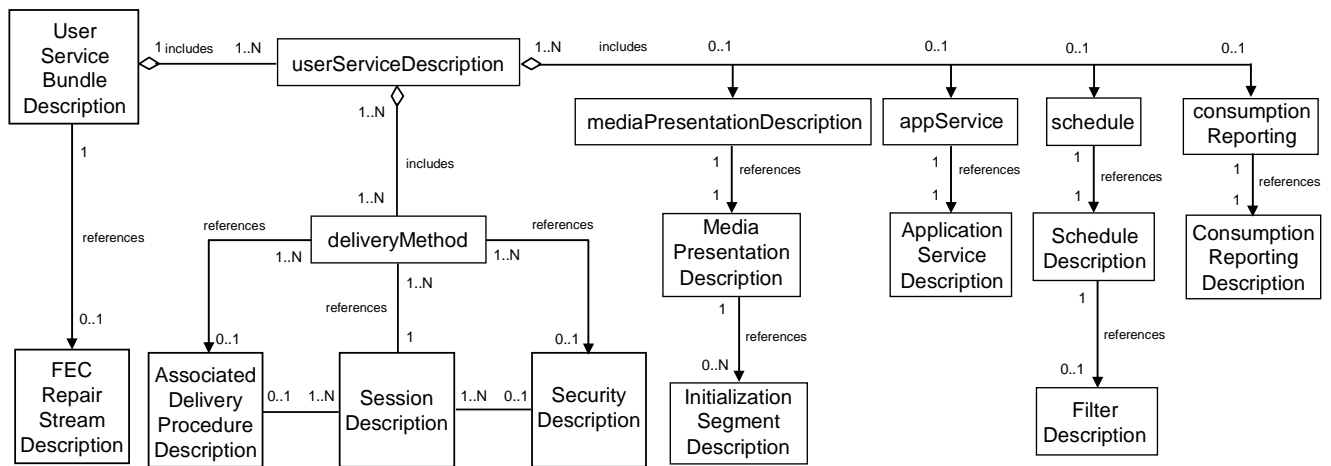 User
Service
Bundle
Description
1 includes
1..N
userServiceDescription
1..N
includes
0..1
0..1
0..1
0..1
1..N
mediaPresentationDescription
appService
schedule
consumption
Reporting
1
includes
1
references
1
1
references
1
1
references
1
1
references
1
references
1..N
references
deliveryMethod
references
1..N
1..N
1..N
Media
Presentation
Description
Application
Service
Description
Schedule
Description
Consumption
Reporting
Description
references
1
references
0..N
1
references
0..1
0..1
0..1
1
0..1
FEC
Repair
Stream
Description
Associated
Delivery
Procedure
Description
0..1
1..N
Session
Description
1..N
0..1
Security
Description
Initialization
Segment
Description
Filter
Description